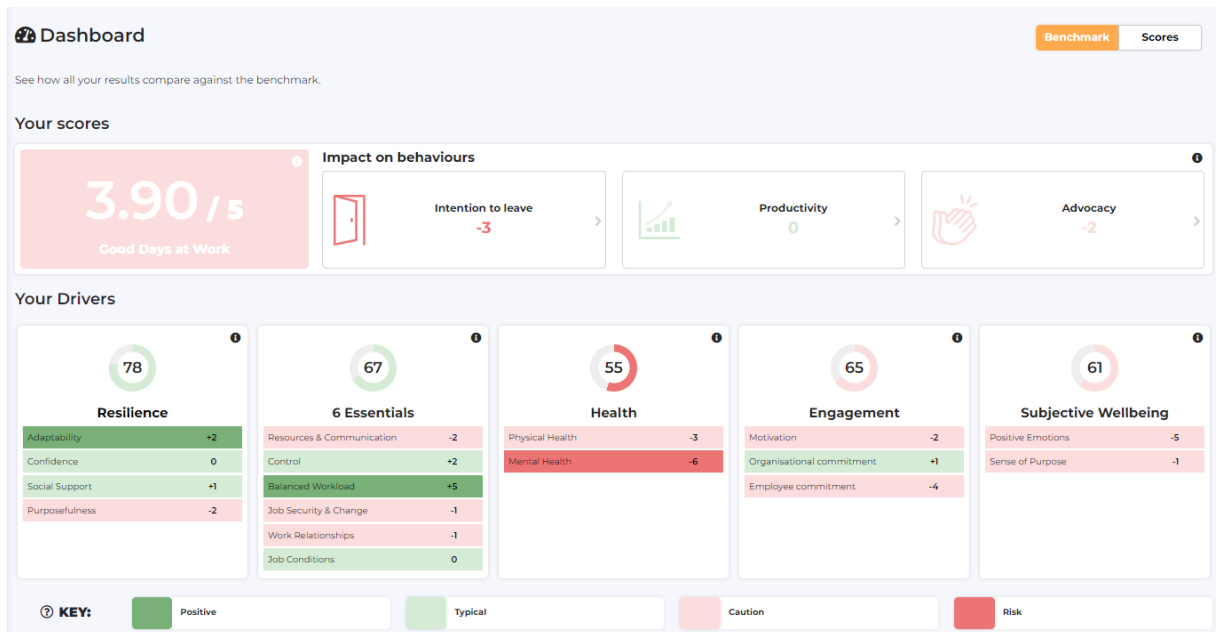 Dashboard
Benchmark Scores
See how all your results compare against the benchmark.
Your scores
3.90 / 5
Good Days at Work
Impact on behaviours
Intention to leave
-3
Productivity
0
Advocacy
-2
Your Drivers
78
Resilience
Adaptability +2
Confidence 0
Social Support +1
Purposefulness -2
67
6 Essentials
Resources & Communication -2
Control +2
Balanced Workload +5
Job Security & Change -1
Work Relationships -1
Job Conditions 0
55
Health
Physical Health -3
Mental Health -6
65
Engagement
Motivation -2
Organisational commitment +1
Employee commitment -4
61
Subjective Wellbeing
Positive Emotions -5
Sense of Purpose -1
KEY: Positive Typical Caution Risk